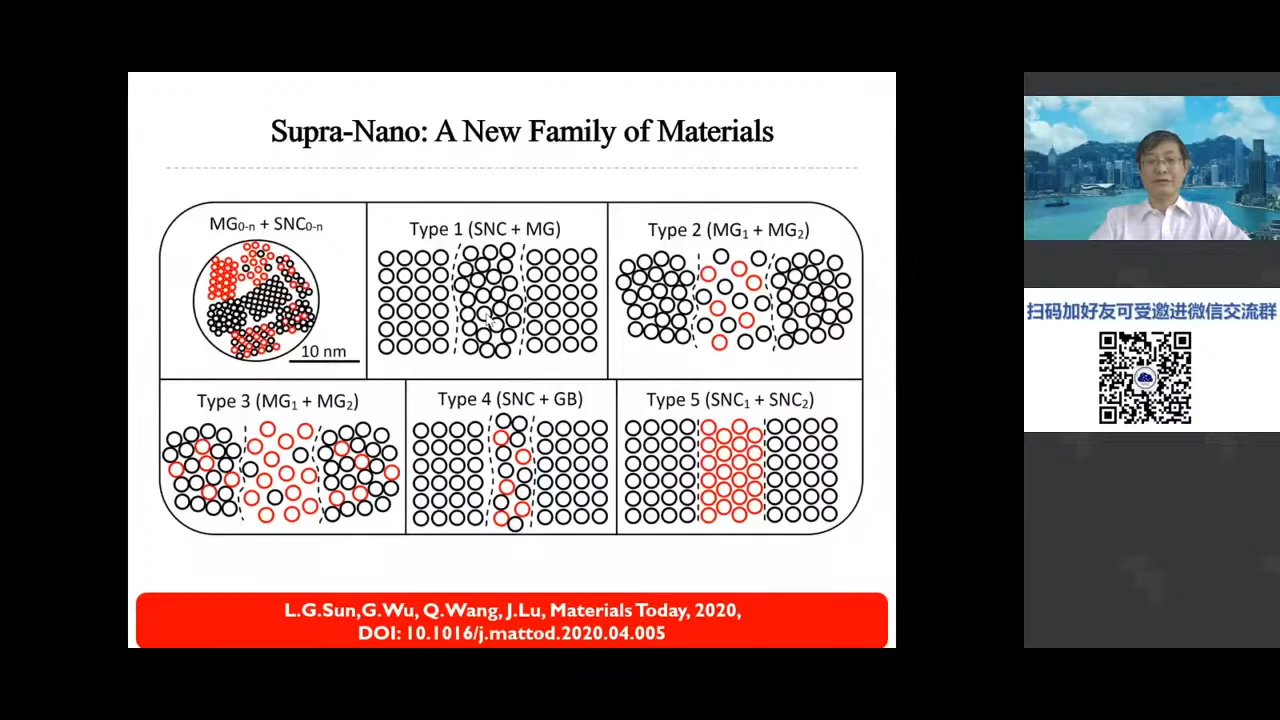 Supra-Nano: A New Family of Materials
MG0-n + SNC0-n
10 nm
Type 1 (SNC + MG)
Type 2 (MG1 + MG2)
Type 3 (MG1 + MG2)
Type 4 (SNC + GB)
Type 5 (SNC1 + SNC2)
L.G.Sun,G.Wu, Q.Wang, J.Lu, Materials Today, 2020,
DOI: 10.1016/j.mattod.2020.04.005
扫码加好友可受邀进微信交流群